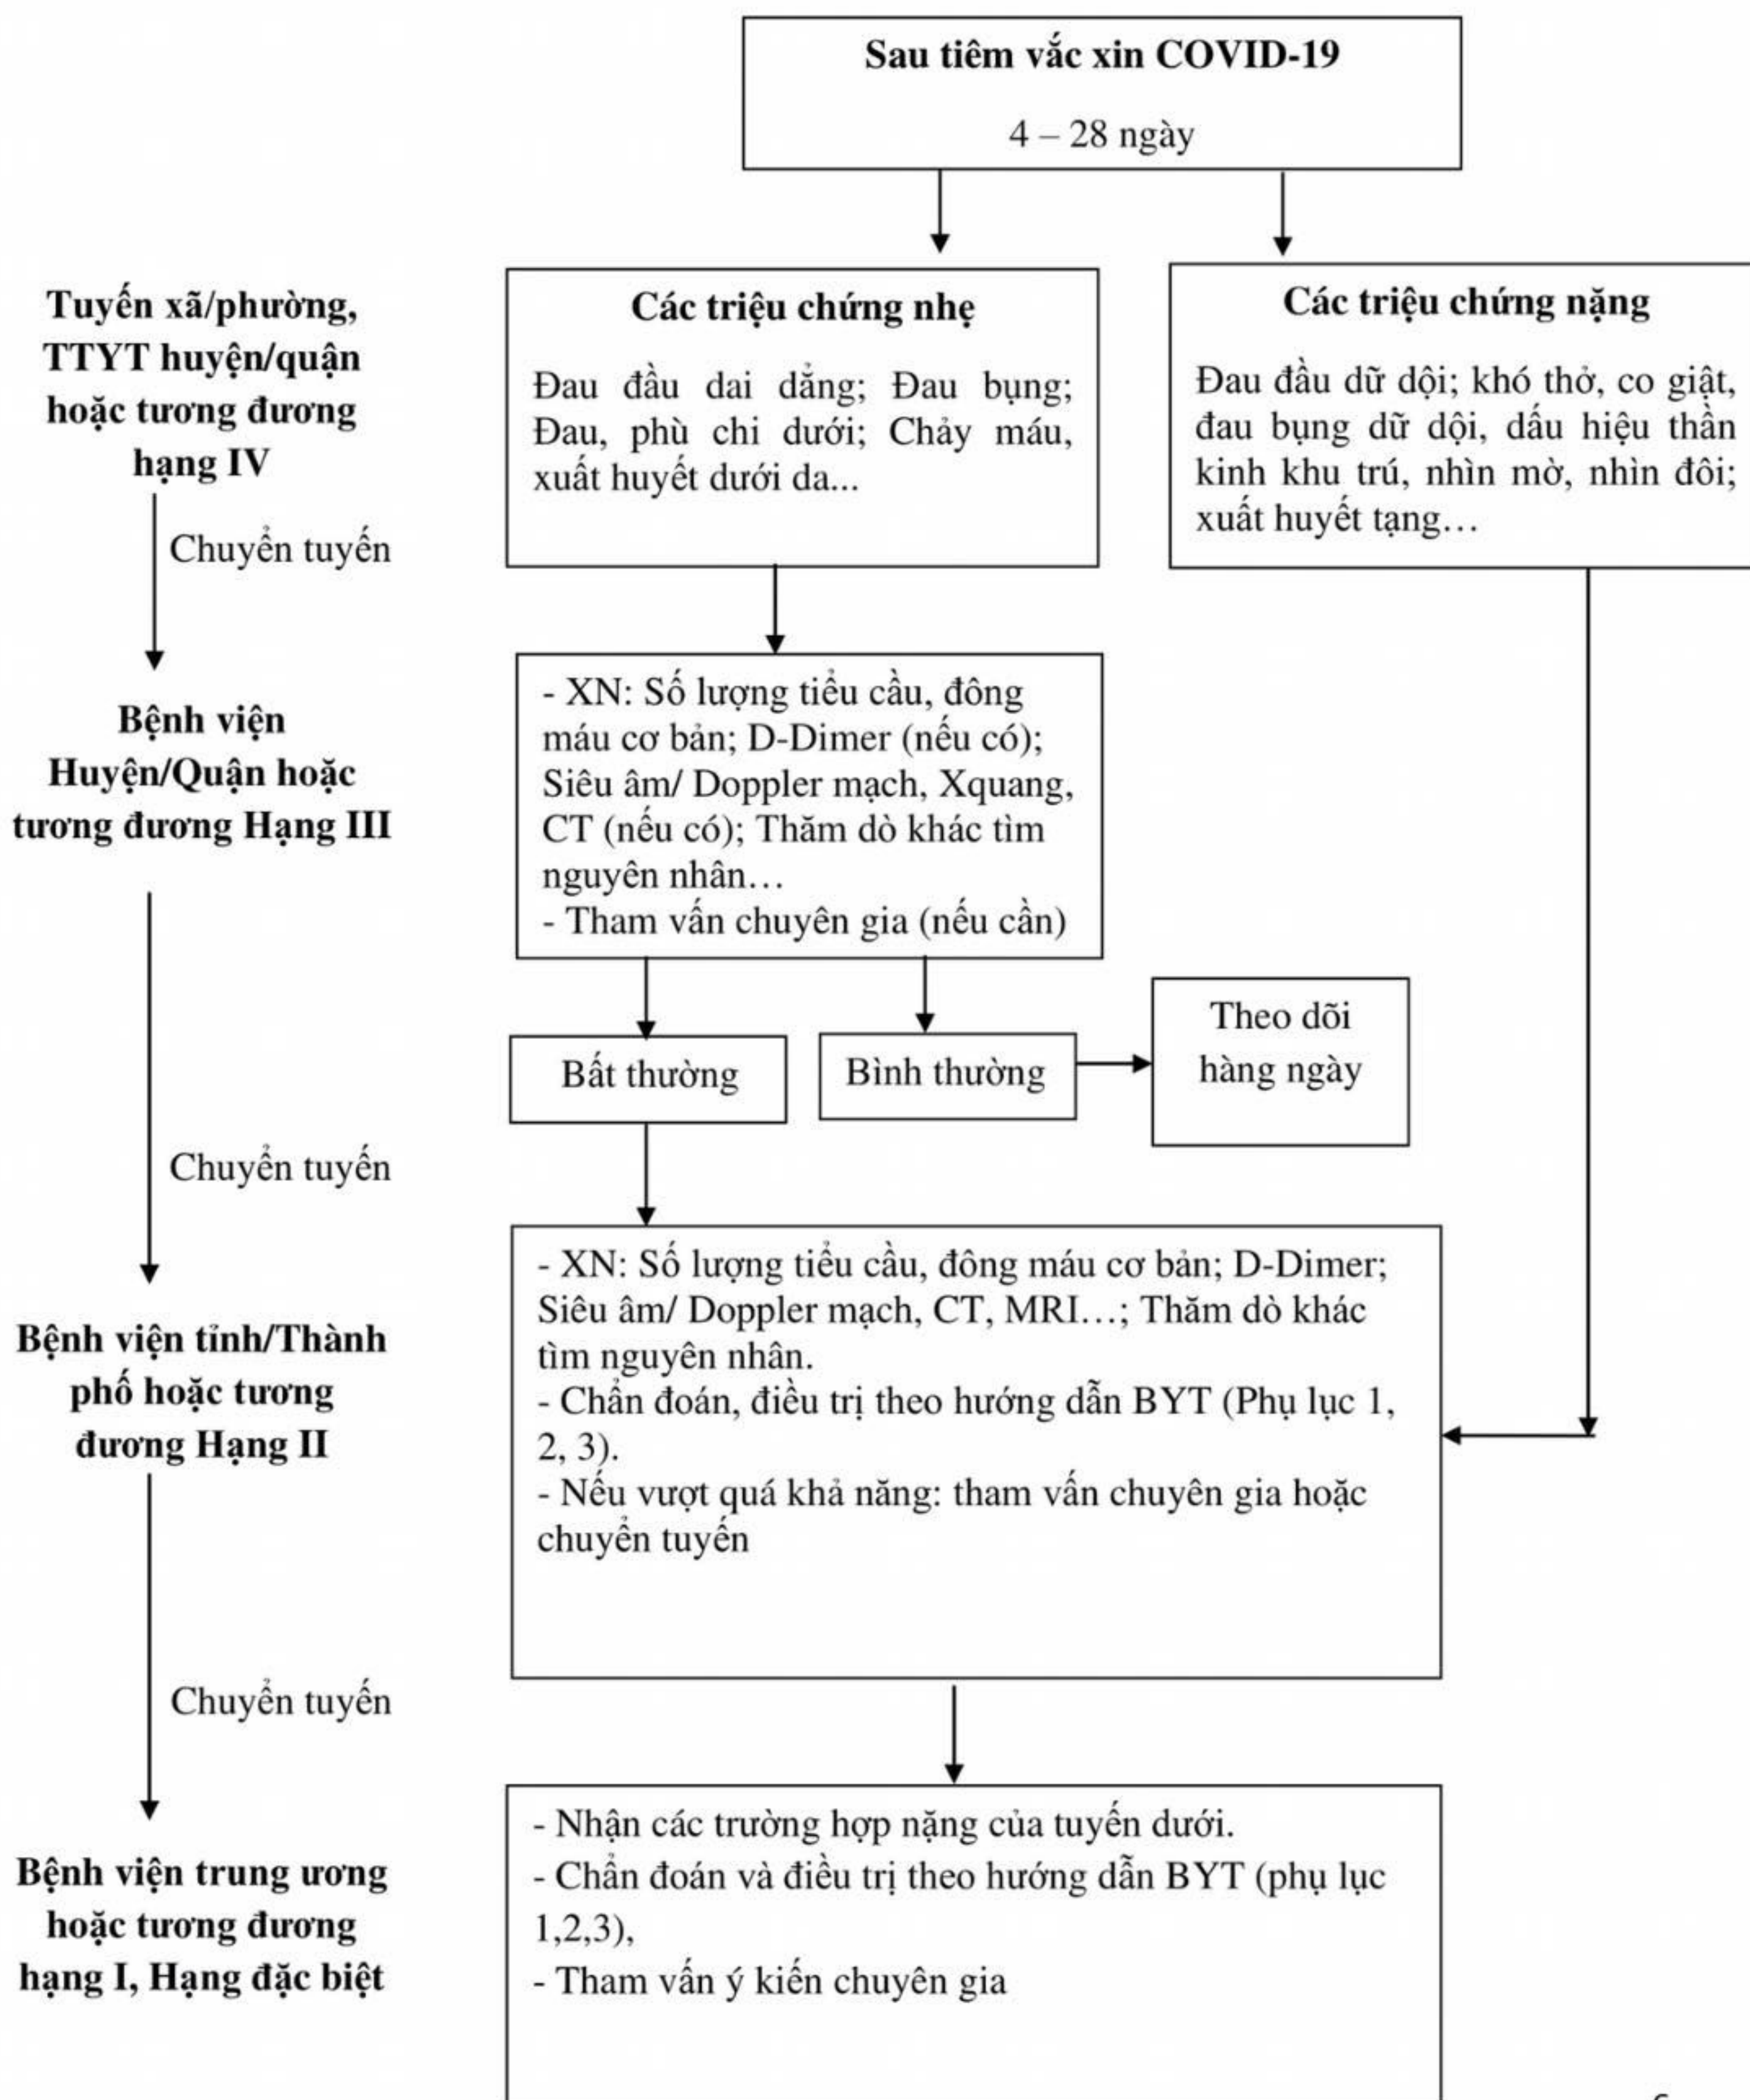 Sau tiêm vắc xin COVID-19
4 – 28 ngày
Tuyến xã/phường,
TTYT huyện/quận
hoặc tương đương
hạng IV
Chuyển tuyến
Các triệu chứng nhẹ
Đau đầu dai dẳng; Đau bụng;
Đau, phù chi dưới; Chảy máu,
xuất huyết dưới da...
Các triệu chứng nặng
Đau đầu dữ dội; khó thở, co giật,
đau bụng dữ dội, dấu hiệu thần
kinh khu trú, nhìn mờ, nhìn đôi;
xuất huyết tạng…
Bệnh viện
Huyện/Quận hoặc
tương đương Hạng III
Chuyển tuyến
- XN: Số lượng tiểu cầu, đông
máu cơ bản; D-Dimer (nếu có);
Siêu âm/ Doppler mạch, Xquang,
CT (nếu có); Thăm dò khác tìm
nguyên nhân…
- Tham vấn chuyên gia (nếu cần)
Bất thường
Bình thường
Theo dõi
hàng ngày
Bệnh viện tỉnh/Thành
phố hoặc tương
đương Hạng II
Chuyển tuyến
- XN: Số lượng tiểu cầu, đông máu cơ bản; D-Dimer;
Siêu âm/ Doppler mạch, CT, MRI…; Thăm dò khác
tìm nguyên nhân.
- Chẩn đoán, điều trị theo hướng dẫn BYT (Phụ lục 1,
2, 3).
- Nếu vượt quá khả năng: tham vấn chuyên gia hoặc
chuyển tuyến
Bệnh viện trung ương
hoặc tương đương
hạng I, Hạng đặc biệt
- Nhận các trường hợp nặng của tuyến dưới.
- Chẩn đoán và điều trị theo hướng dẫn BYT (phụ lục
1,2,3),
- Tham vấn ý kiến chuyên gia